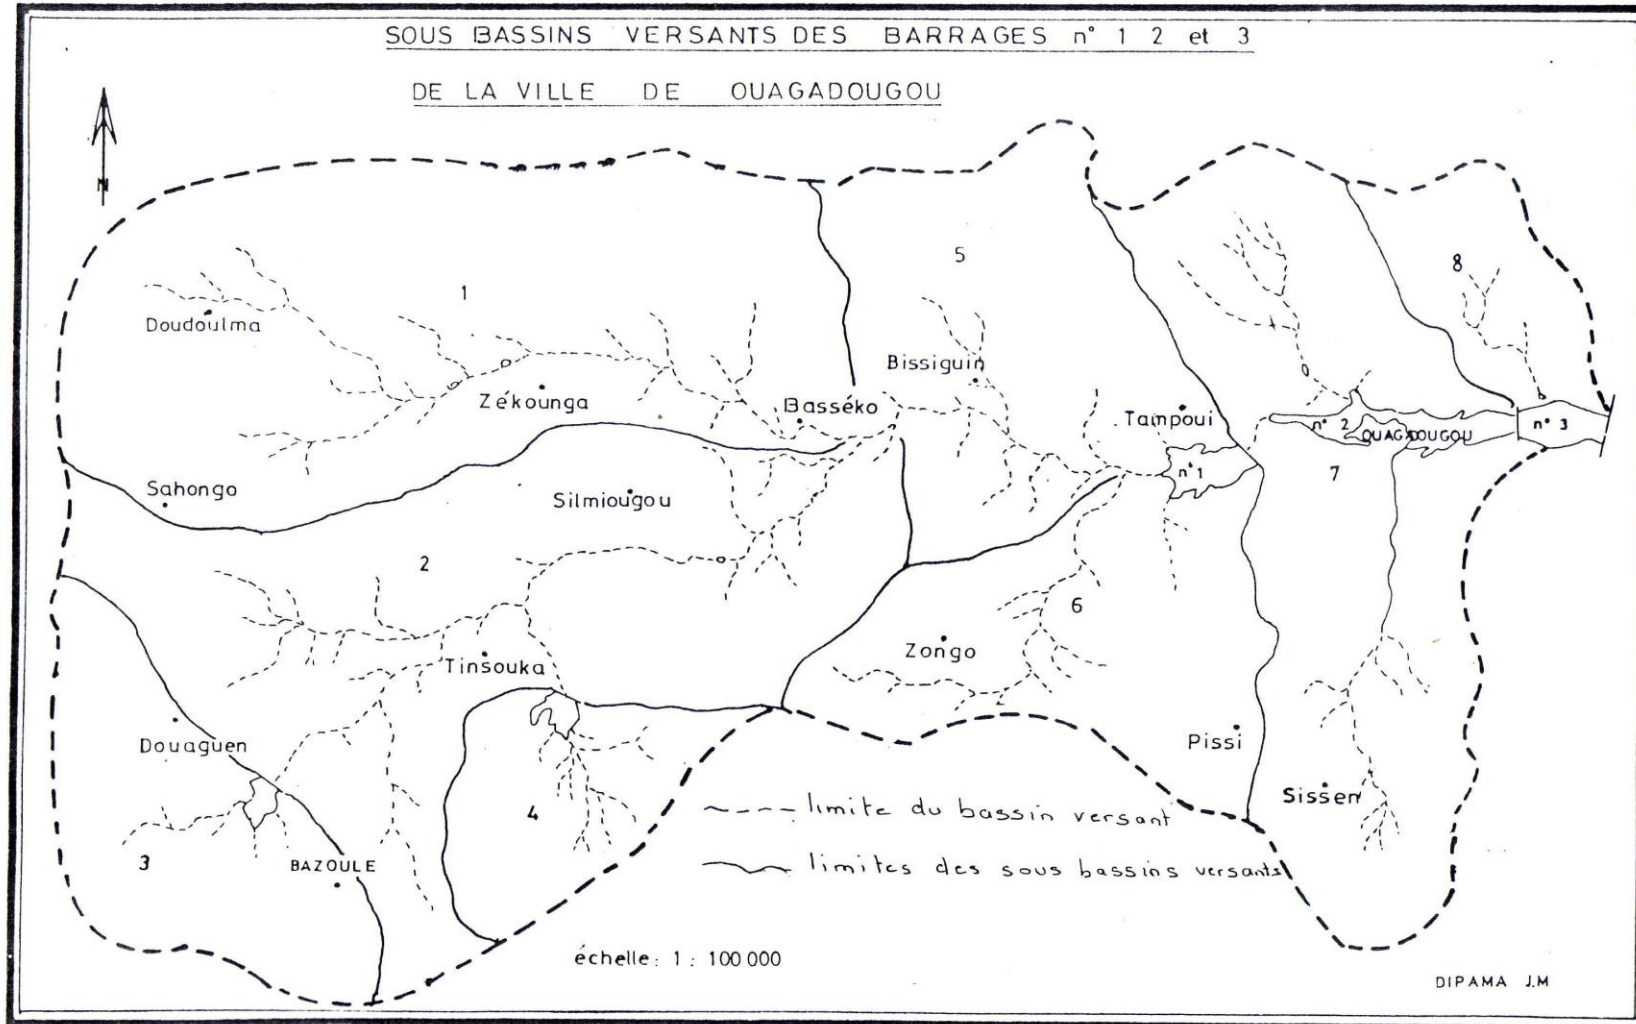 SOUS BASSINS VERSANTS DES BARRAGES n° 1 2 et 3
DE LA VILLE DE OUAGADOUGOU
N
5
8
1
Doudoulma
Bissiguin
Zékounga
Basséko
Tampoui
n° 2
OUAGADOUGOU
n° 3
n°1
7
Sahongo
Silmiougou
2
6
Zongo
Tinsouka
Douaguen
Pissi
Sissen
4
limite du bassin versant
3
BAZOULE
limites des sous bassins versants
échelle: 1 : 100 000
DIPAMA J.M